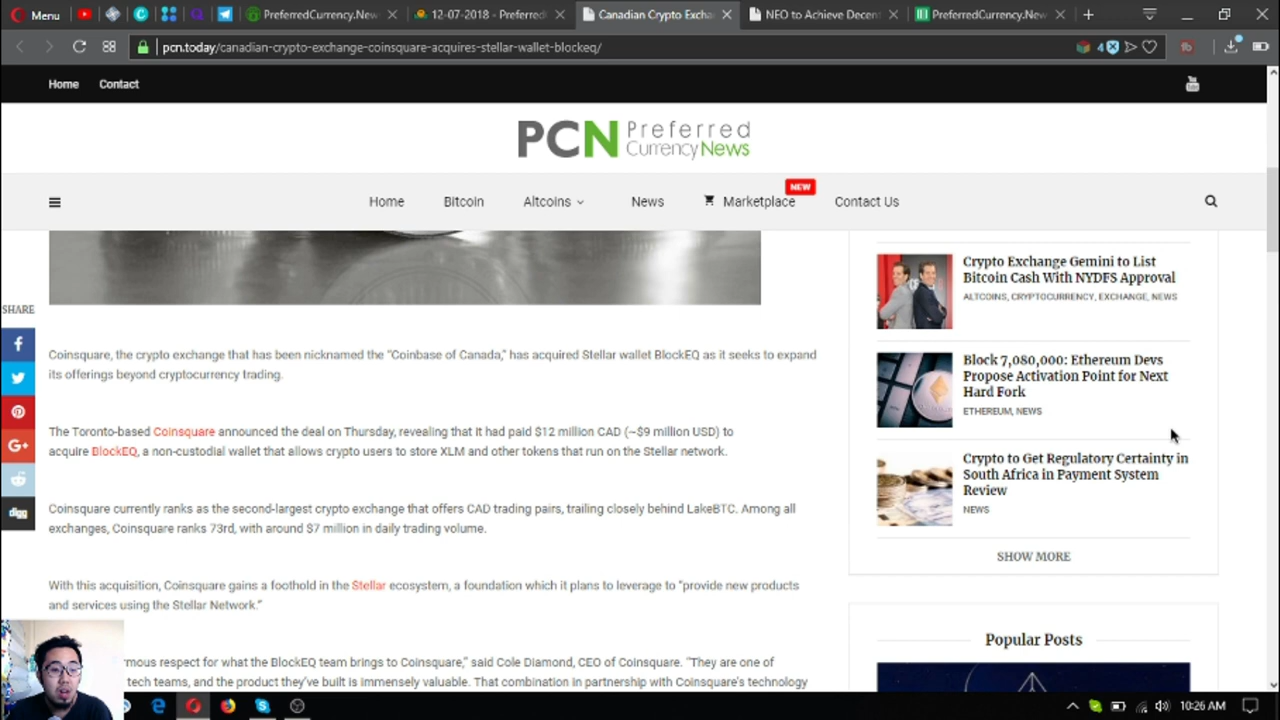 Menu
PreferredCurrency.New
12-07-2018 - Preferred
Canadian Crypto Excha
NEO to Achieve Decen
PreferredCurrency.New
pcn.today/canadian-crypto-exchange-coinsquare-acquires-stellar-wallet-blockeq/
4
Home Contact
PCN Preferred
CurrencyNews
NEW
Home Bitcoin Altcoins News Marketplace Contact Us
SHARE
Coinsquare, the crypto exchange that has been nicknamed the "Coinbase of Canada," has acquired Stellar wallet BlockEQ as it seeks to expand
its offerings beyond cryptocurrency trading.
The Toronto-based Coinsquare announced the deal on Thursday, revealing that it had paid $12 million CAD (~$9 million USD) to
acquire BlockEQ, a non-custodial wallet that allows crypto users to store XLM and other tokens that run on the Stellar network.
Coinsquare currently ranks as the second-largest crypto exchange that offers CAD trading pairs, trailing closely behind LakeBTC. Among all
exchanges, Coinsquare ranks 73rd, with around $7 million in daily trading volume.
With this acquisition, Coinsquare gains a foothold in the Stellar ecosystem, a foundation which it plans to leverage to "provide new products
and services using the Stellar Network."
rmous respect for what the BlockEQ team brings to Coinsquare," said Cole Diamond, CEO of Coinsquare. "They are one of
tech teams, and the product they've built is immensely valuable. That combination in partnership with Coinsquare's technology
Crypto Exchange Gemini to List
Bitcoin Cash With NYDFS Approval
ALTCOINS, CRYPTOCURRENCY, EXCHANGE, NEWS
Block 7,080,000: Ethereum Devs
Propose Activation Point for Next
Hard Fork
ETHEREUM, NEWS
Crypto to Get Regulatory Certainty in
South Africa in Payment System
Review
NEWS
SHOW MORE
Popular Posts
10:26 AM